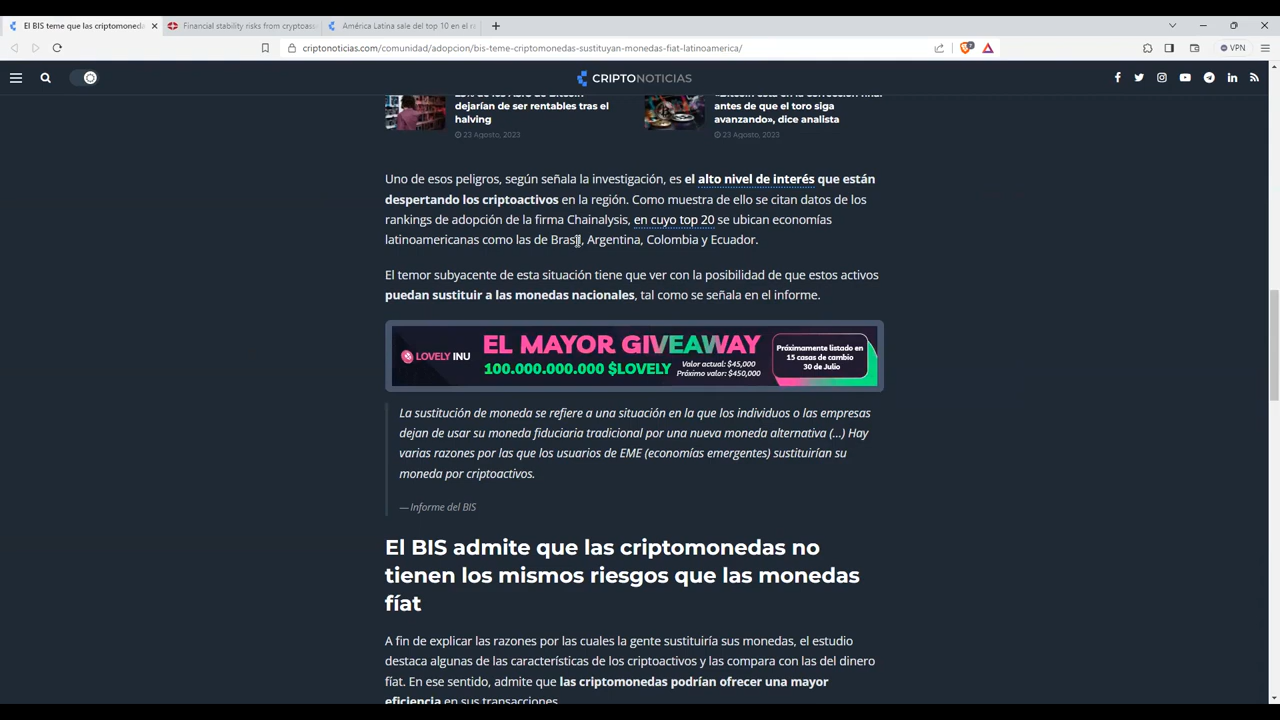 El BIS teme que las criptomoneda
Financial stability risks from cryptoass
América Latina sale del top 10 en el ra
criptonoticias.com/comunidad/adopcion/bis-teme-criptomonedas-sustituyan-monedas-fiat-latinoamerica/
VPN
CRIPTONOTICIAS
dejarían de ser rentables tras el
halving
23 Agosto, 2023
antes de que el toro siga
avanzando», dice analista
23 Agosto, 2023
Uno de esos peligros, según señala la investigación, es el alto nivel de interés que están
despertando los criptoactivos en la región. Como muestra de ello se citan datos de los
rankings de adopción de la firma Chainalysis, en cuyo top 20 se ubican economías
latinoamericanas como las de Brasil, Argentina, Colombia y Ecuador.
El temor subyacente de esta situación tiene que ver con la posibilidad de que estos activos
puedan sustituir a las monedas nacionales, tal como se señala en el informe.
LOVELY INU
EL MAYOR GIVEAWAY
100.000.000.000 $LOVELY
Valor actual: $45,000
Próximo valor: $450,000
Próximamente listado en
15 casas de cambio
30 de Julio
La sustitución de moneda se refiere a una situación en la que los individuos o las empresas
dejan de usar su moneda fiduciaria tradicional por una nueva moneda alternativa (...) Hay
varias razones por las que los usuarios de EME (economías emergentes) sustituirían su
moneda por criptoactivos.
— Informe del BIS
El BIS admite que las criptomonedas no
tienen los mismos riesgos que las monedas
fíat
A fin de explicar las razones por las cuales la gente sustituiría sus monedas, el estudio
destaca algunas de las características de los criptoactivos y las compara con las del dinero
fíat. En ese sentido, admite que las criptomonedas podrían ofrecer una mayor
eficiencia en sus transacciones.